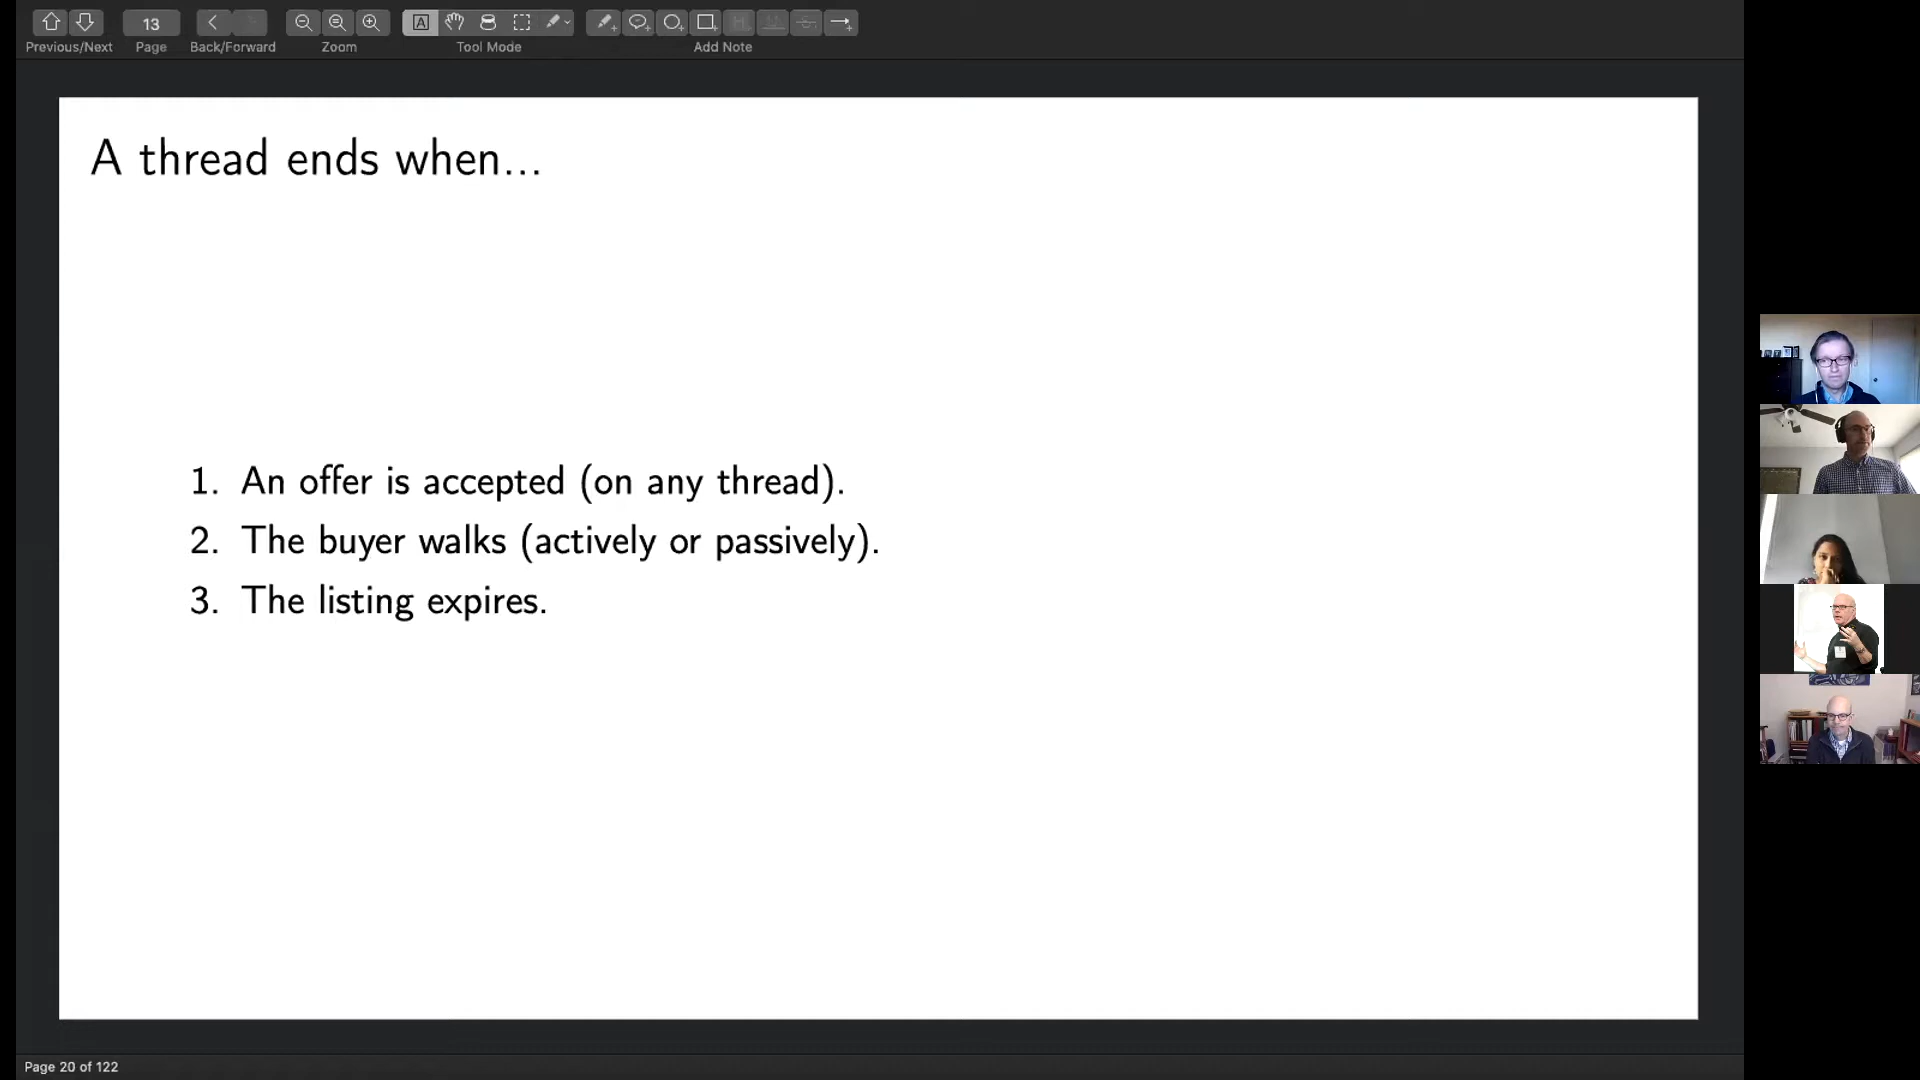 13
Previous/Next
Page
Back/Forward
Zoom
Tool Mode
Add Note
A thread ends when...
1. An offer is accepted (on any thread).
2. The buyer walks (actively or passively).
3. The listing expires.
Page 20 of 122